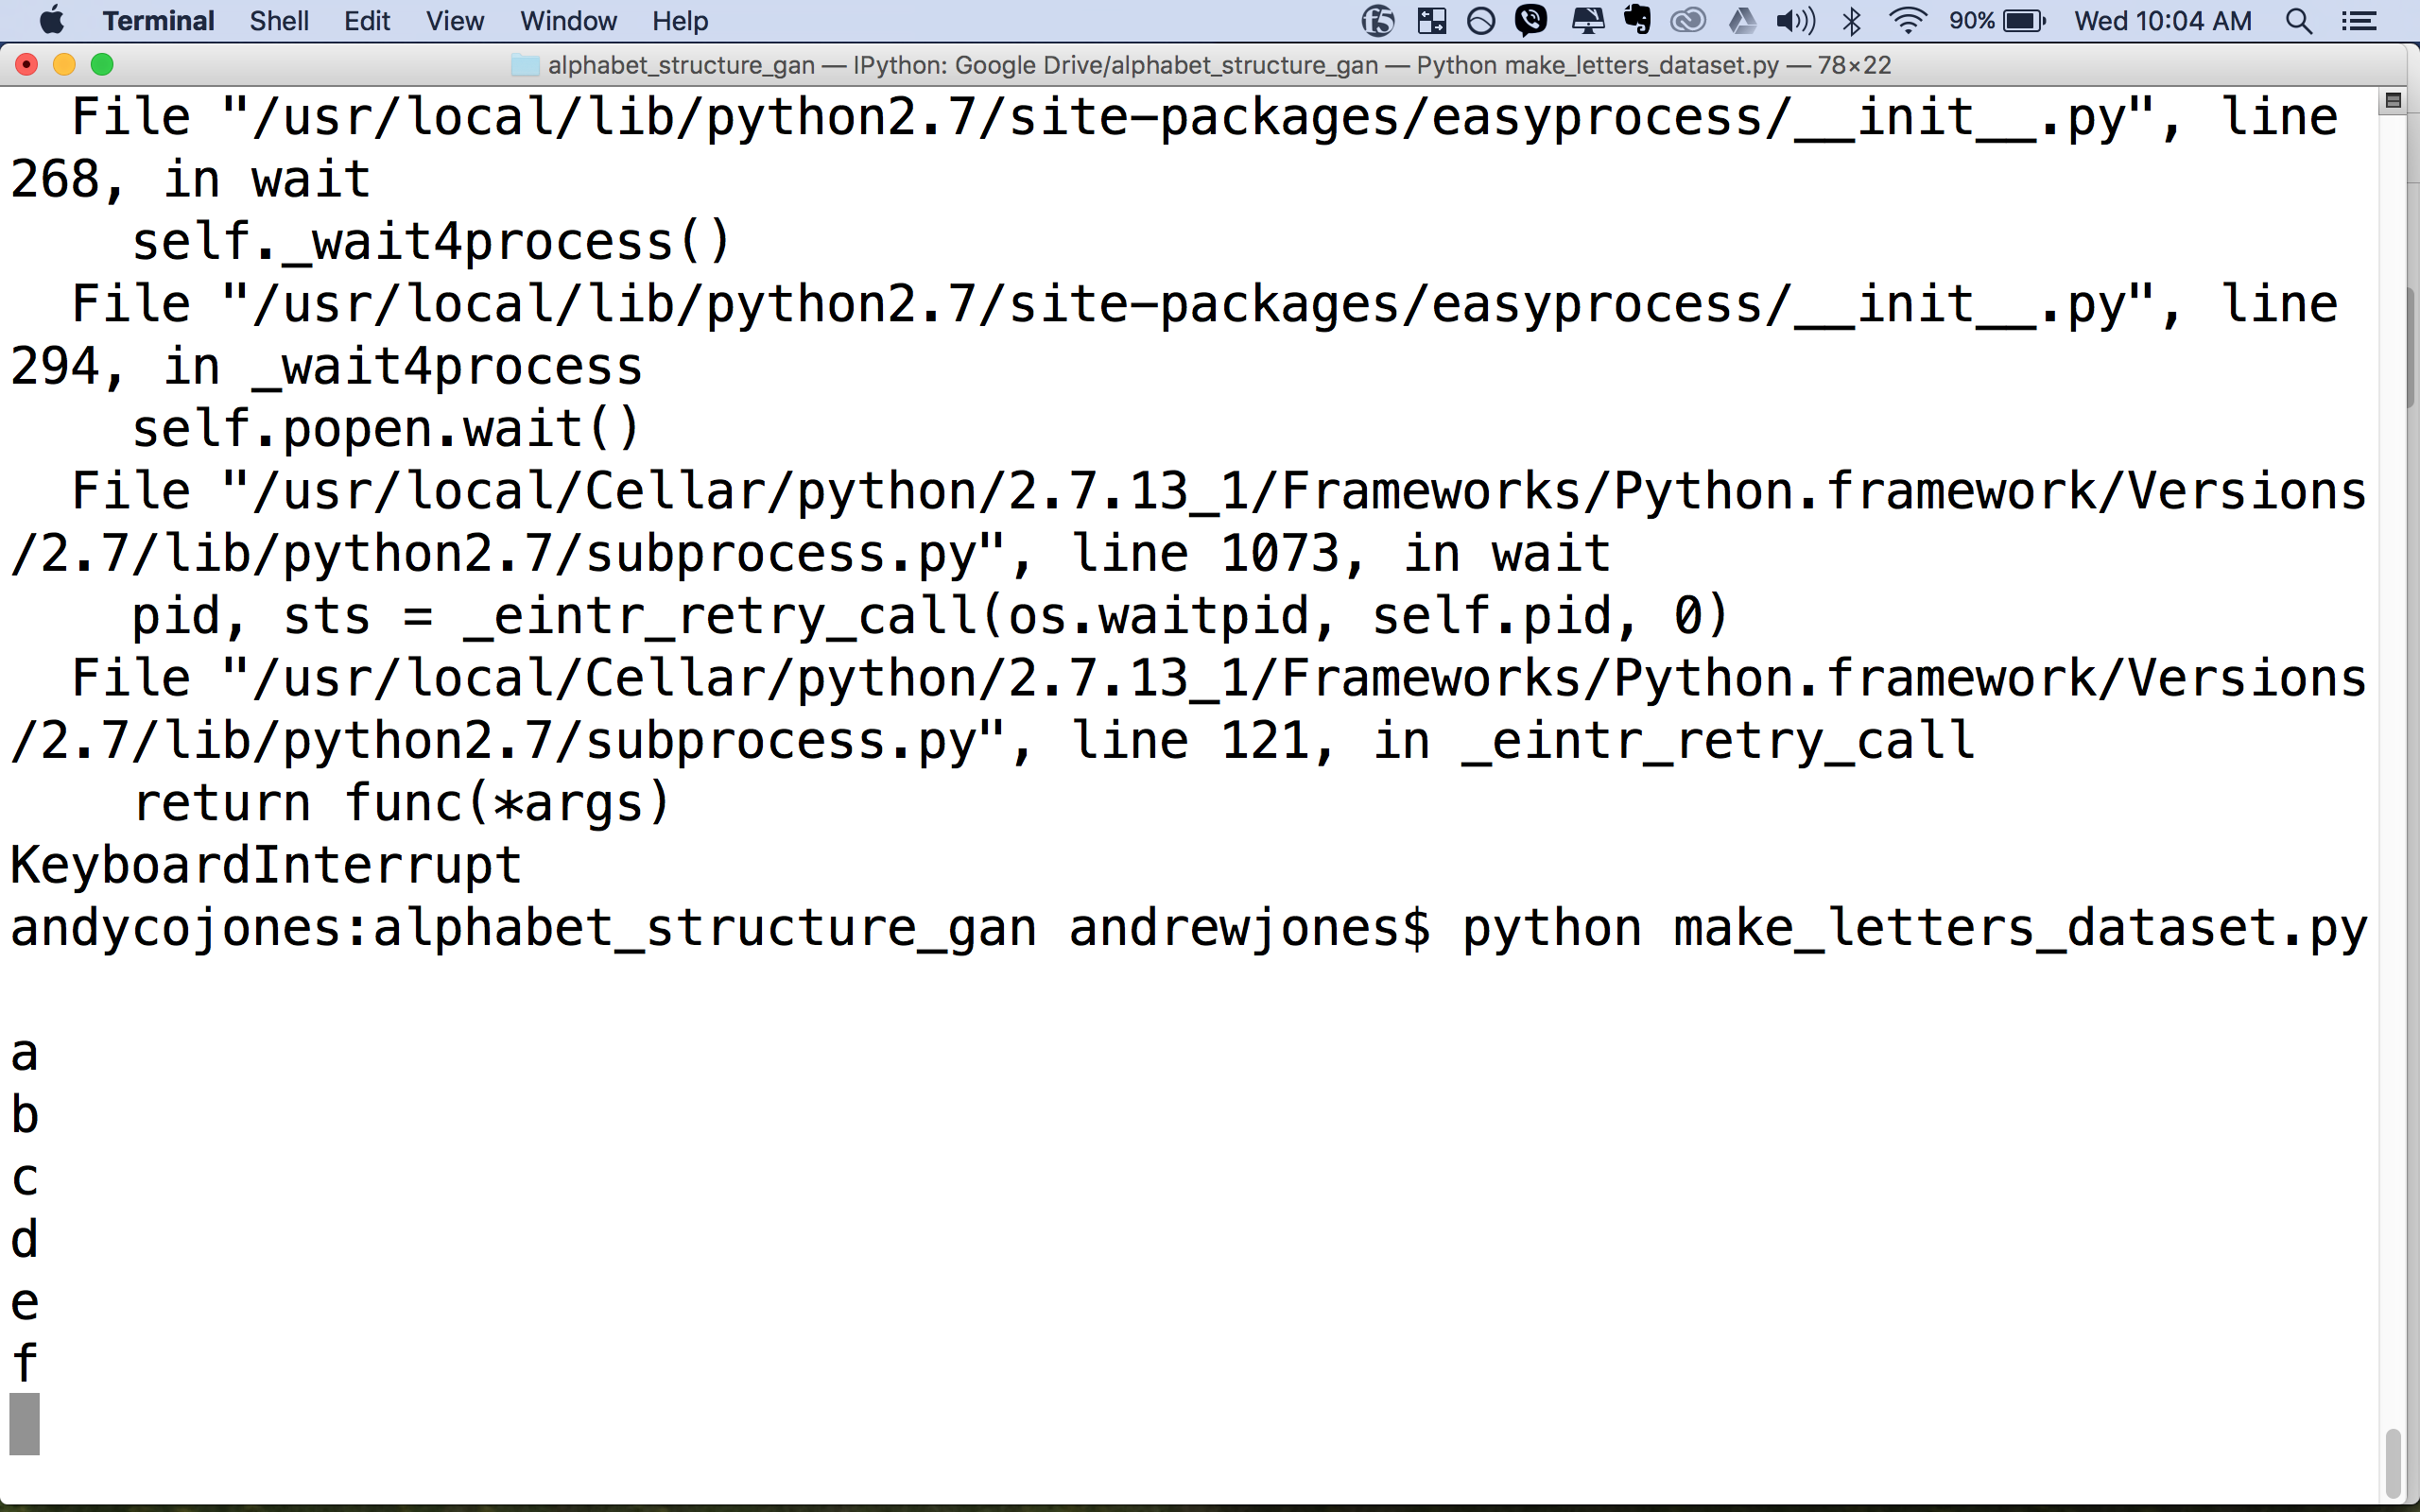 Terminal Shell Edit View Window Help f5 90% Wed 10:04 AM
alphabet_structure_gan — IPython: Google Drive/alphabet_structure_gan — Python make_letters_dataset.py — 78×22
File "/usr/local/lib/python2.7/site-packages/easyprocess/__init__.py", line
268, in wait
self._wait4process()
File "/usr/local/lib/python2.7/site-packages/easyprocess/__init__.py", line
294, in _wait4process
self.popen.wait()
File "/usr/local/Cellar/python/2.7.13_1/Frameworks/Python.framework/Versions
/2.7/lib/python2.7/subprocess.py", line 1073, in wait
pid, sts = _eintr_retry_call(os.waitpid, self.pid, 0)
File "/usr/local/Cellar/python/2.7.13_1/Frameworks/Python.framework/Versions
/2.7/lib/python2.7/subprocess.py", line 121, in _eintr_retry_call
return func(*args)
KeyboardInterrupt
andycojones:alphabet_structure_gan andrewjones$ python make_letters_dataset.py
a
b
c
d
e
f